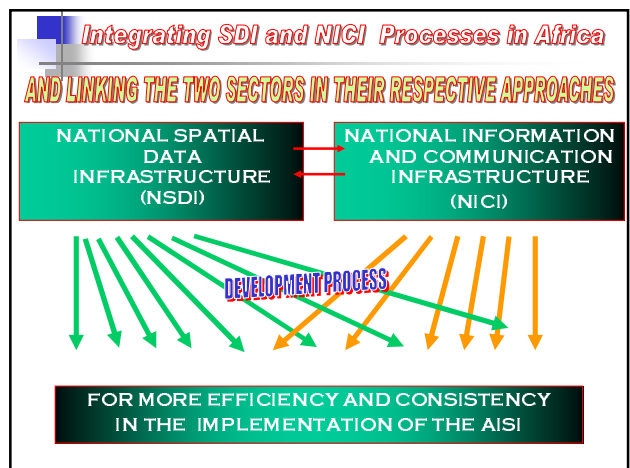 Integrating SDI and NICI Processes in Africa
AND LINKING THE TWO SECTORS IN THEIR RESPECTIVE APPROACHES
NATIONAL SPATIAL
DATA
INFRASTRUCTURE
(NSDI)
NATIONAL INFORMATION
AND COMMUNICATION
INFRASTRUCTURE
(NICI)
DEVELOPMENT PROCESS
FOR MORE EFFICIENCY AND CONSISTENCY
IN THE IMPLEMENTATION OF THE AISI